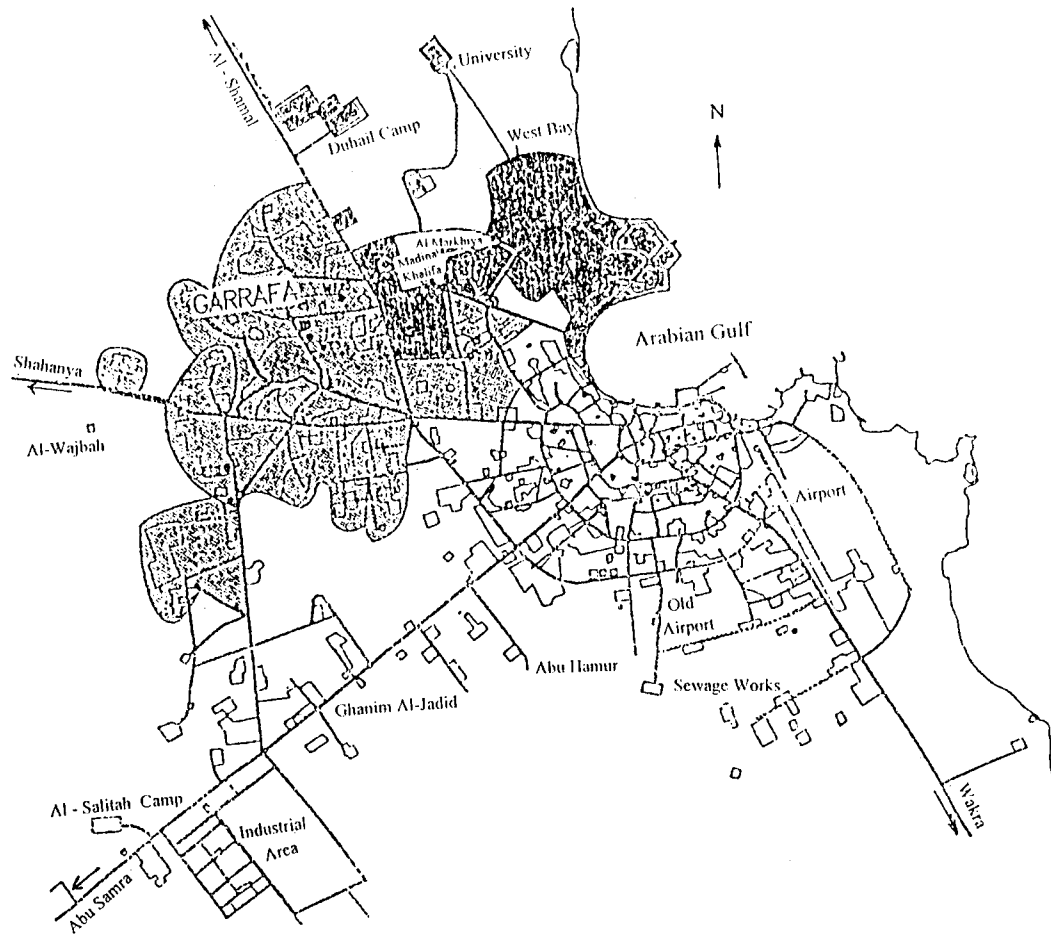 Al - Shamal
University
Duhail Camp
West Bay
N
Al Markhiya
Madinat
Khalifa
GARRAFA
Arabian Gulf
Shahanya
Al-Wajbah
Airport
Old
Airport
Abu Hamur
Sewage Works
Ghanim Al-Jadid
Al - Salitah Camp
Industrial
Area
Wakra
Abu Samra